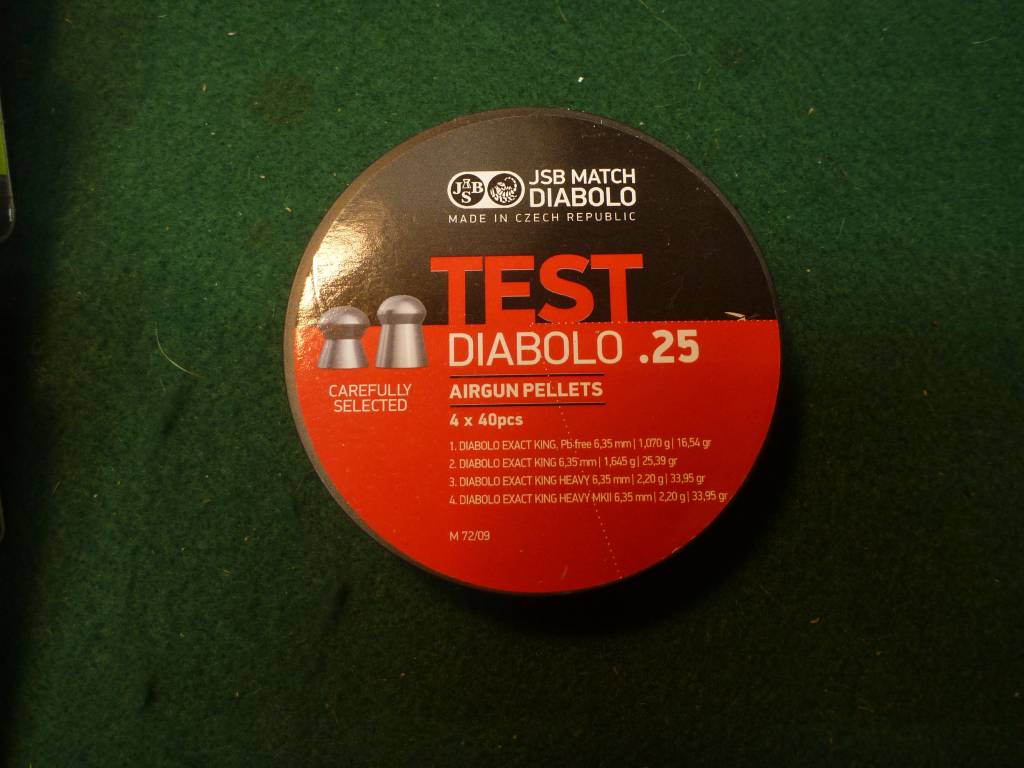 JSB
JSB MATCH
DIABOLO
MADE IN CZECH REPUBLIC
TEST
DIABOLO .25
CAREFULLY
SELECTED
AIRGUN PELLETS
4 x 40pcs
1. DIABOLO EXACT KING, Pb free 6,35 mm | 1,070 g | 16,54 gr
2. DIABOLO EXACT KING 6,35 mm | 1,645 g | 25,39 gr
3. DIABOLO EXACT KING HEAVY 6,35 mm | 2,20 g | 33,95 gr
4. DIABOLO EXACT KING HEAVY MKII 6,35 mm | 2,20 g | 33,95 gr
M 72/09